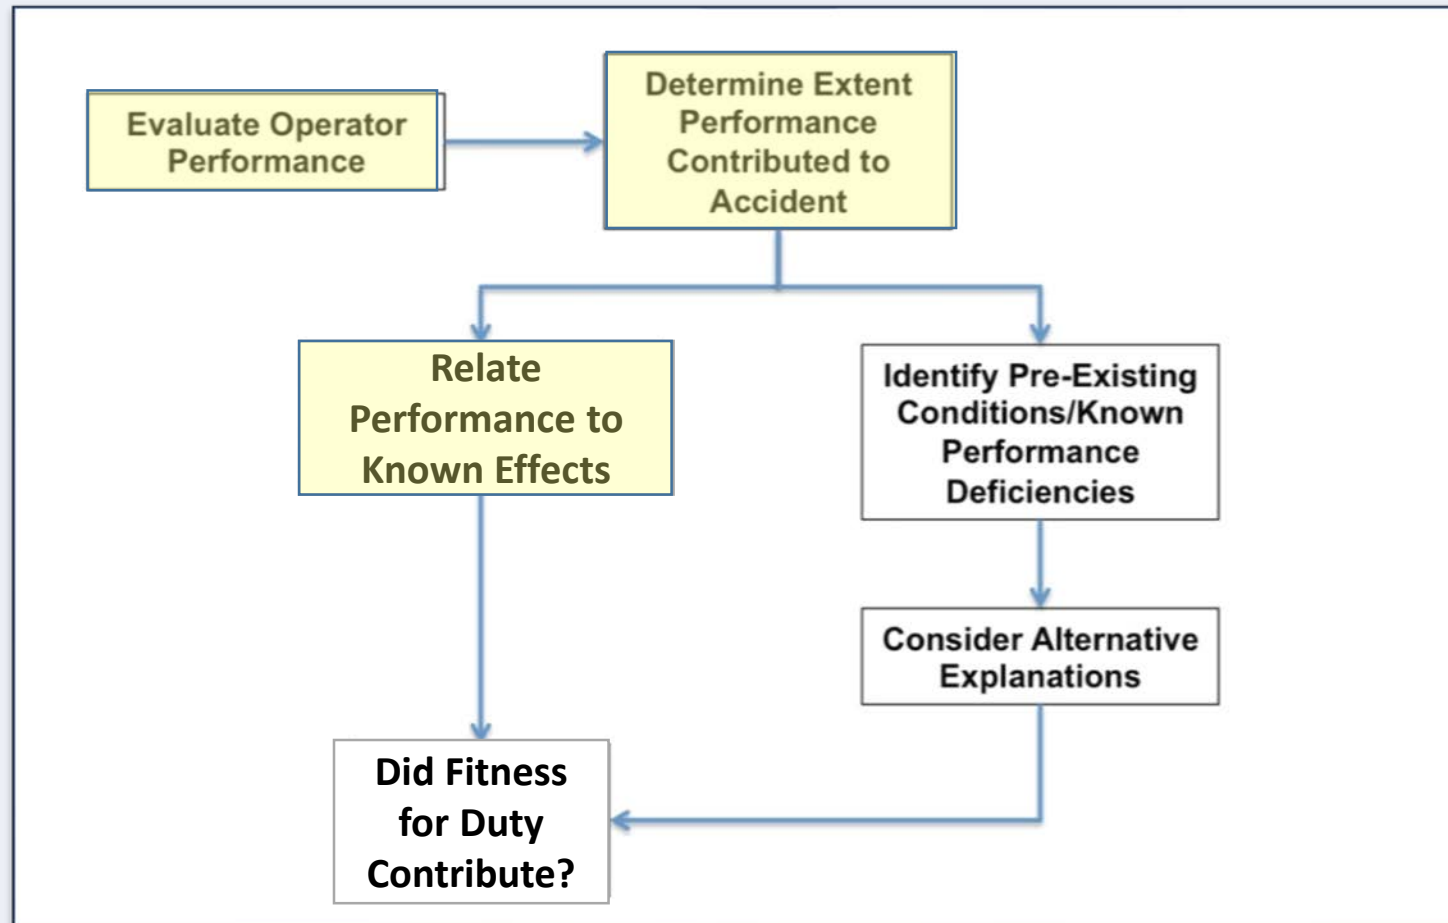 Evaluate Operator
Performance
Determine Extent
Performance
Contributed to
Accident
Relate
Performance to
Known Effects
Identify Pre-Existing
Conditions/Known
Performance
Deficiencies
Consider Alternative
Explanations
Did Fitness
for Duty
Contribute?